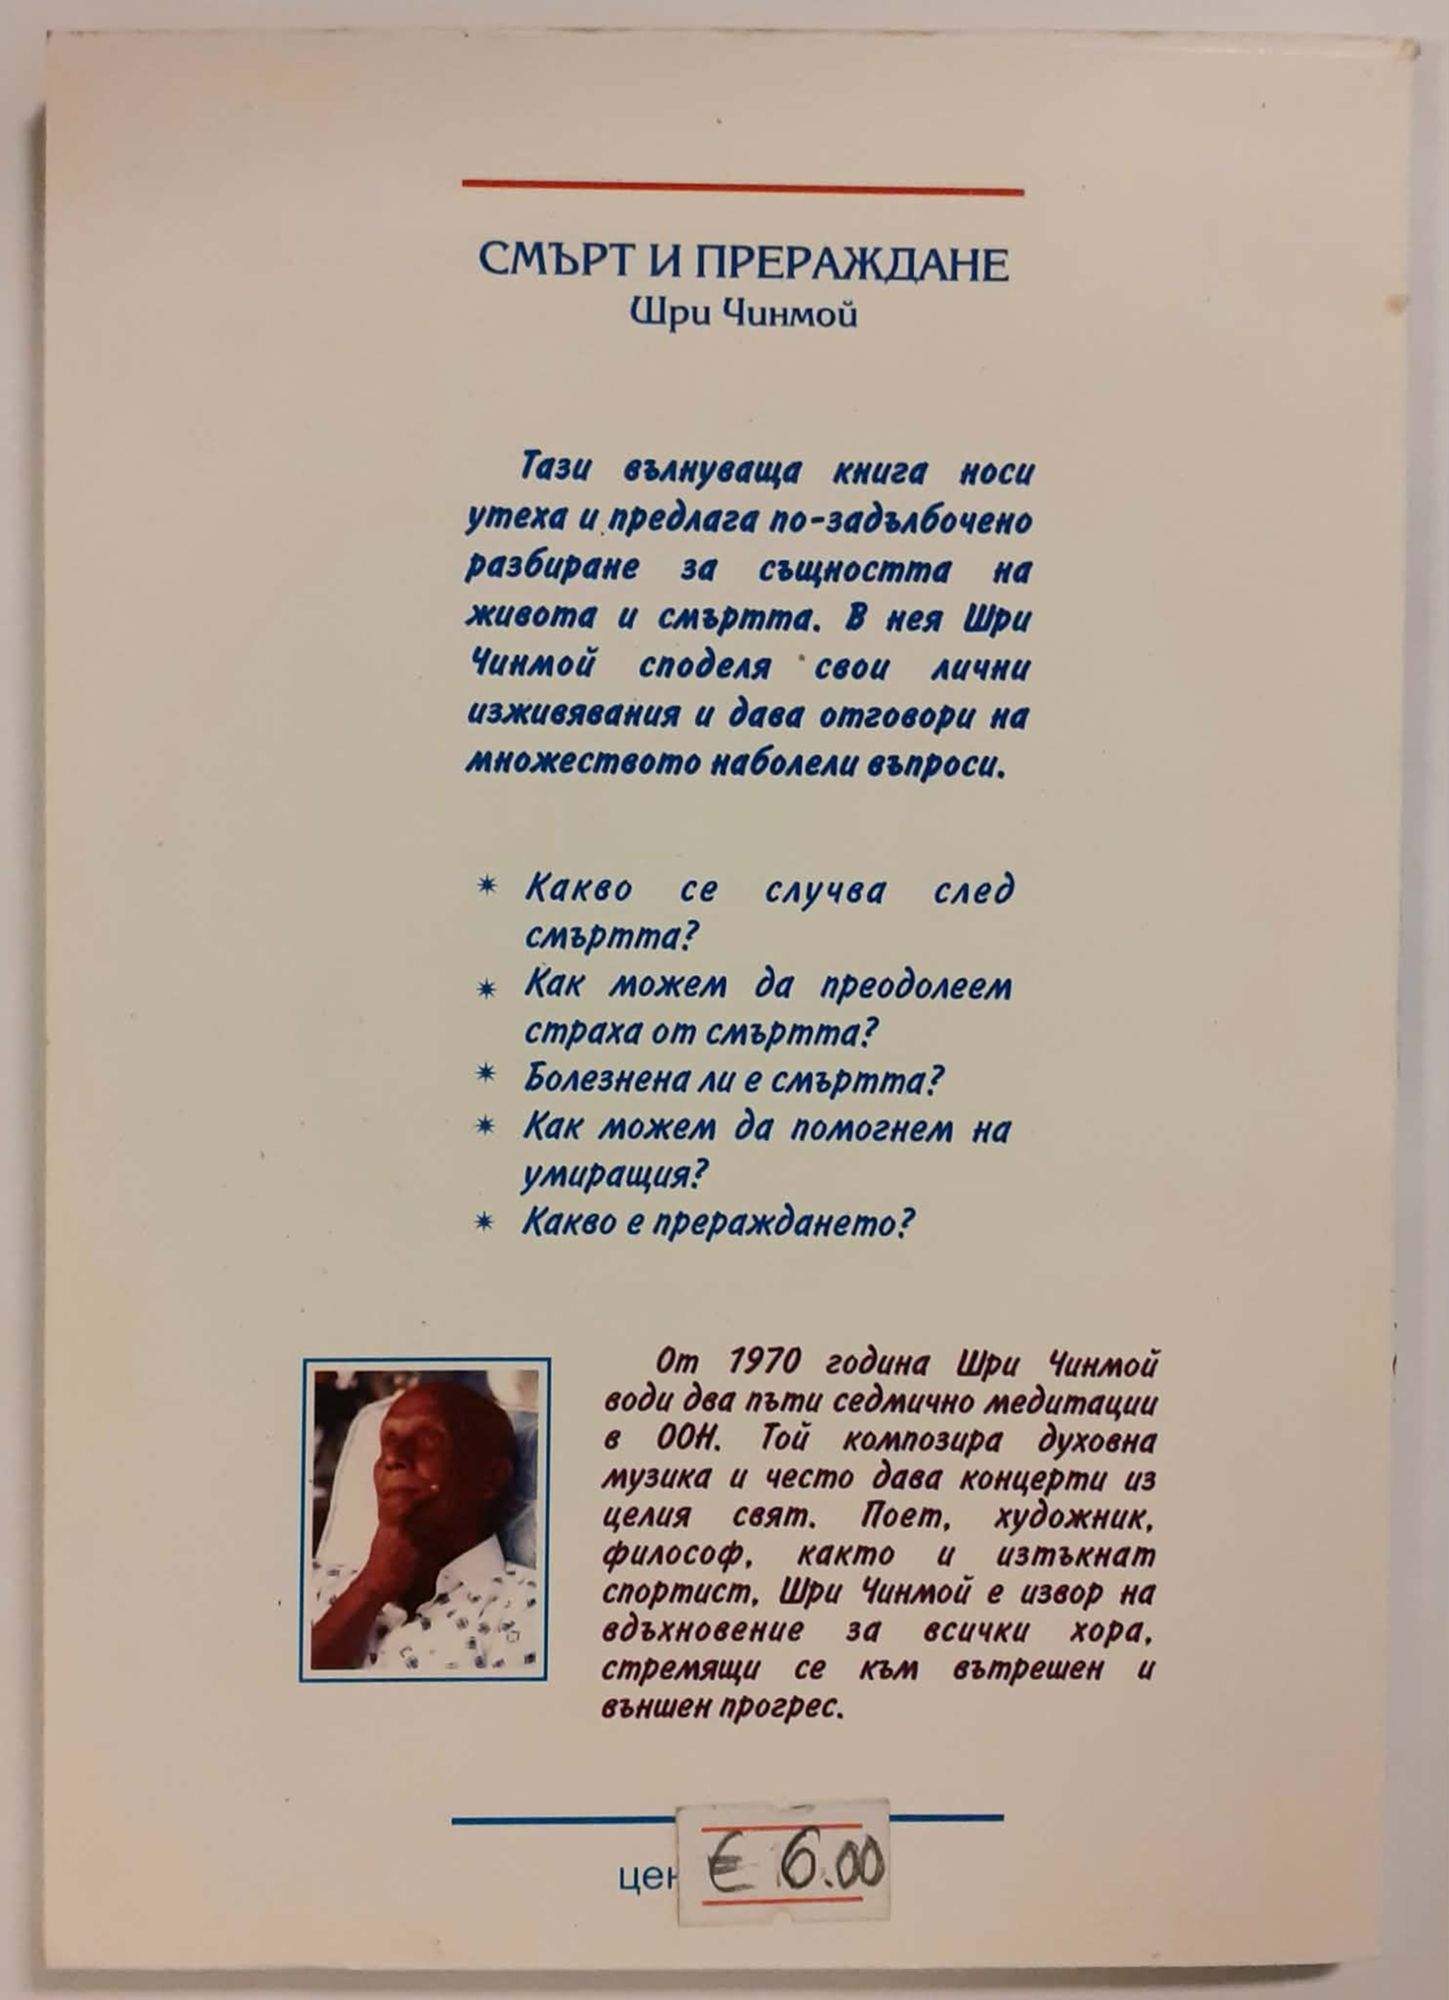 СМЪРТ И ПРЕРАЖДАНЕ
Шри Чинмой
Тази вълнуваща книга носи
утеха и предлага по-задълбочено
разбиране за същността на
живота и смъртта. В нея Шри
Чинмой споделя свои лични
изживявания и дава отговори на
множеството наболели въпроси.
* Какво се случва след
смъртта?
* Как можем да преодолеем
страха от смъртта?
* Болезнена ли е смъртта?
* Как можем да помогнем на
умиращия?
* Какво е прераждането?
От 1970 година Шри Чинмой
води два пъти седмично медитации
в ООН. Той композира духовна
музика и често дава концерти из
целия свят. Поет, художник,
философ, както и изтъкнат
спортист, Шри Чинмой е извор на
вдъхновение за всички хора,
стремящи се към вътрешен и
външен прогрес.
€ 6.00